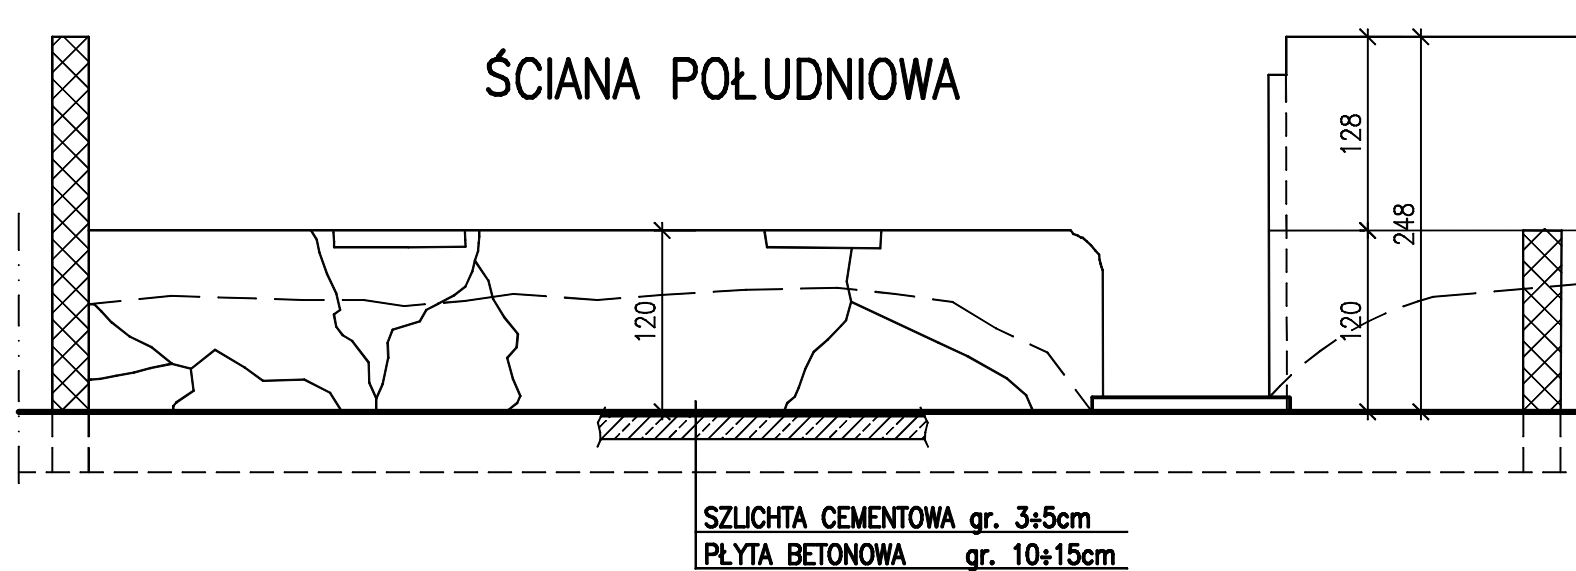 ŚCIANA POŁUDNIOWA
128
248
120
120
SZLICHTA CEMENTOWA gr. 3÷5cm
PŁYTA BETONOWA gr. 10÷15cm